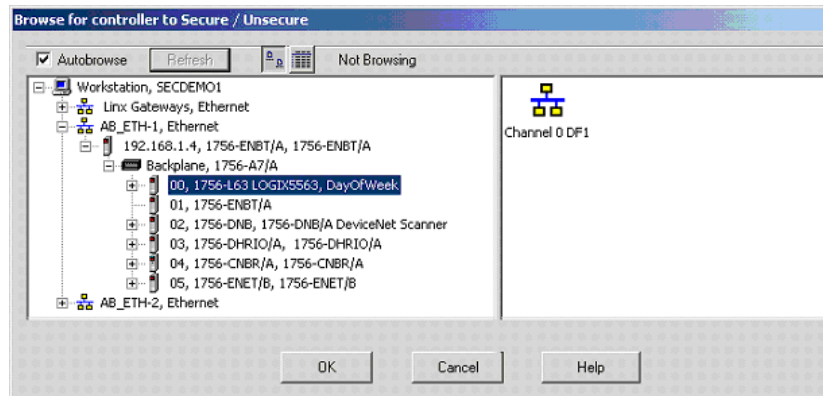 Browse for controller to Secure / Unsecure
Autobrowse Refresh Not Browsing
Workstation, SECDEMO1
Linx Gateways, Ethernet
AB_ETH-1, Ethernet
192.168.1.4, 1756-ENBT/A, 1756-ENBT/A
Backplane, 1756-A7/A
00, 1756-L63 LOGIX5563, DayOfWeek
01, 1756-ENBT/A
02, 1756-DNB, 1756-DNB/A DeviceNet Scanner
03, 1756-DHRIO/A, 1756-DHRIO/A
04, 1756-CNBR/A, 1756-CNBR/A
05, 1756-ENET/B, 1756-ENET/B
AB_ETH-2, Ethernet
Channel 0 DF1
OK Cancel Help